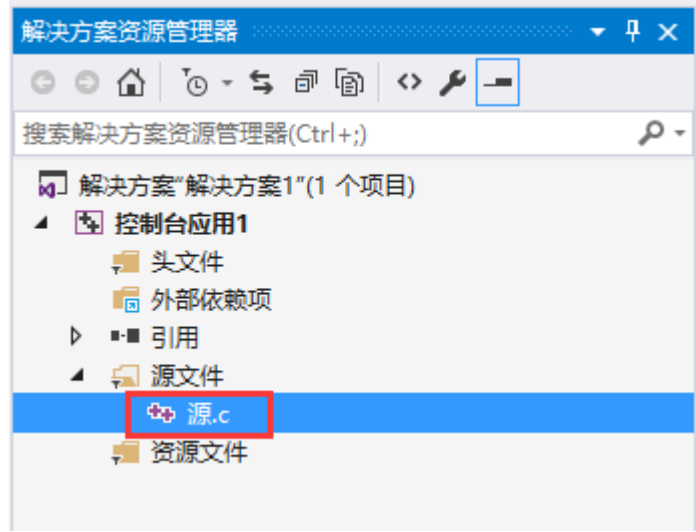 解决方案资源管理器
搜索解决方案资源管理器(Ctrl+;)
解决方案"解决方案1"(1 个项目)
控制台应用1
头文件
外部依赖项
引用
源文件
源.c
资源文件